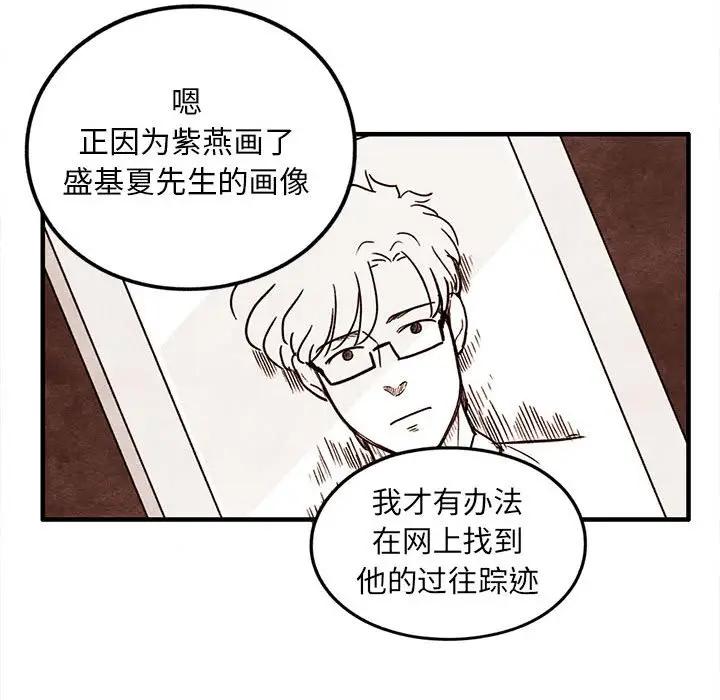 嗯
正因为紫燕画了
盛基夏先生的画像
我才有办法
在网上找到
他的过往踪迹